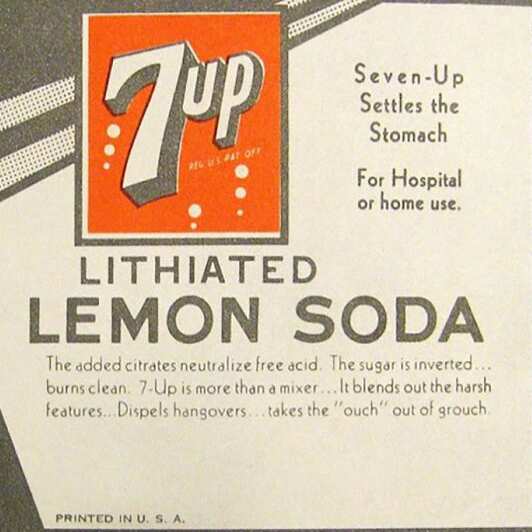 7up
REG. U.S. PAT. OFF.
Seven-Up
Settles the
Stomach
For Hospital
or home use.
LITHIATED
LEMON SODA
The added citrates neutralize free acid. The sugar is inverted...
burns clean. 7-Up is more than a mixer...It blends out the harsh
features...Dispels hangovers...takes the "ouch" out of grouch.
PRINTED IN U. S. A.